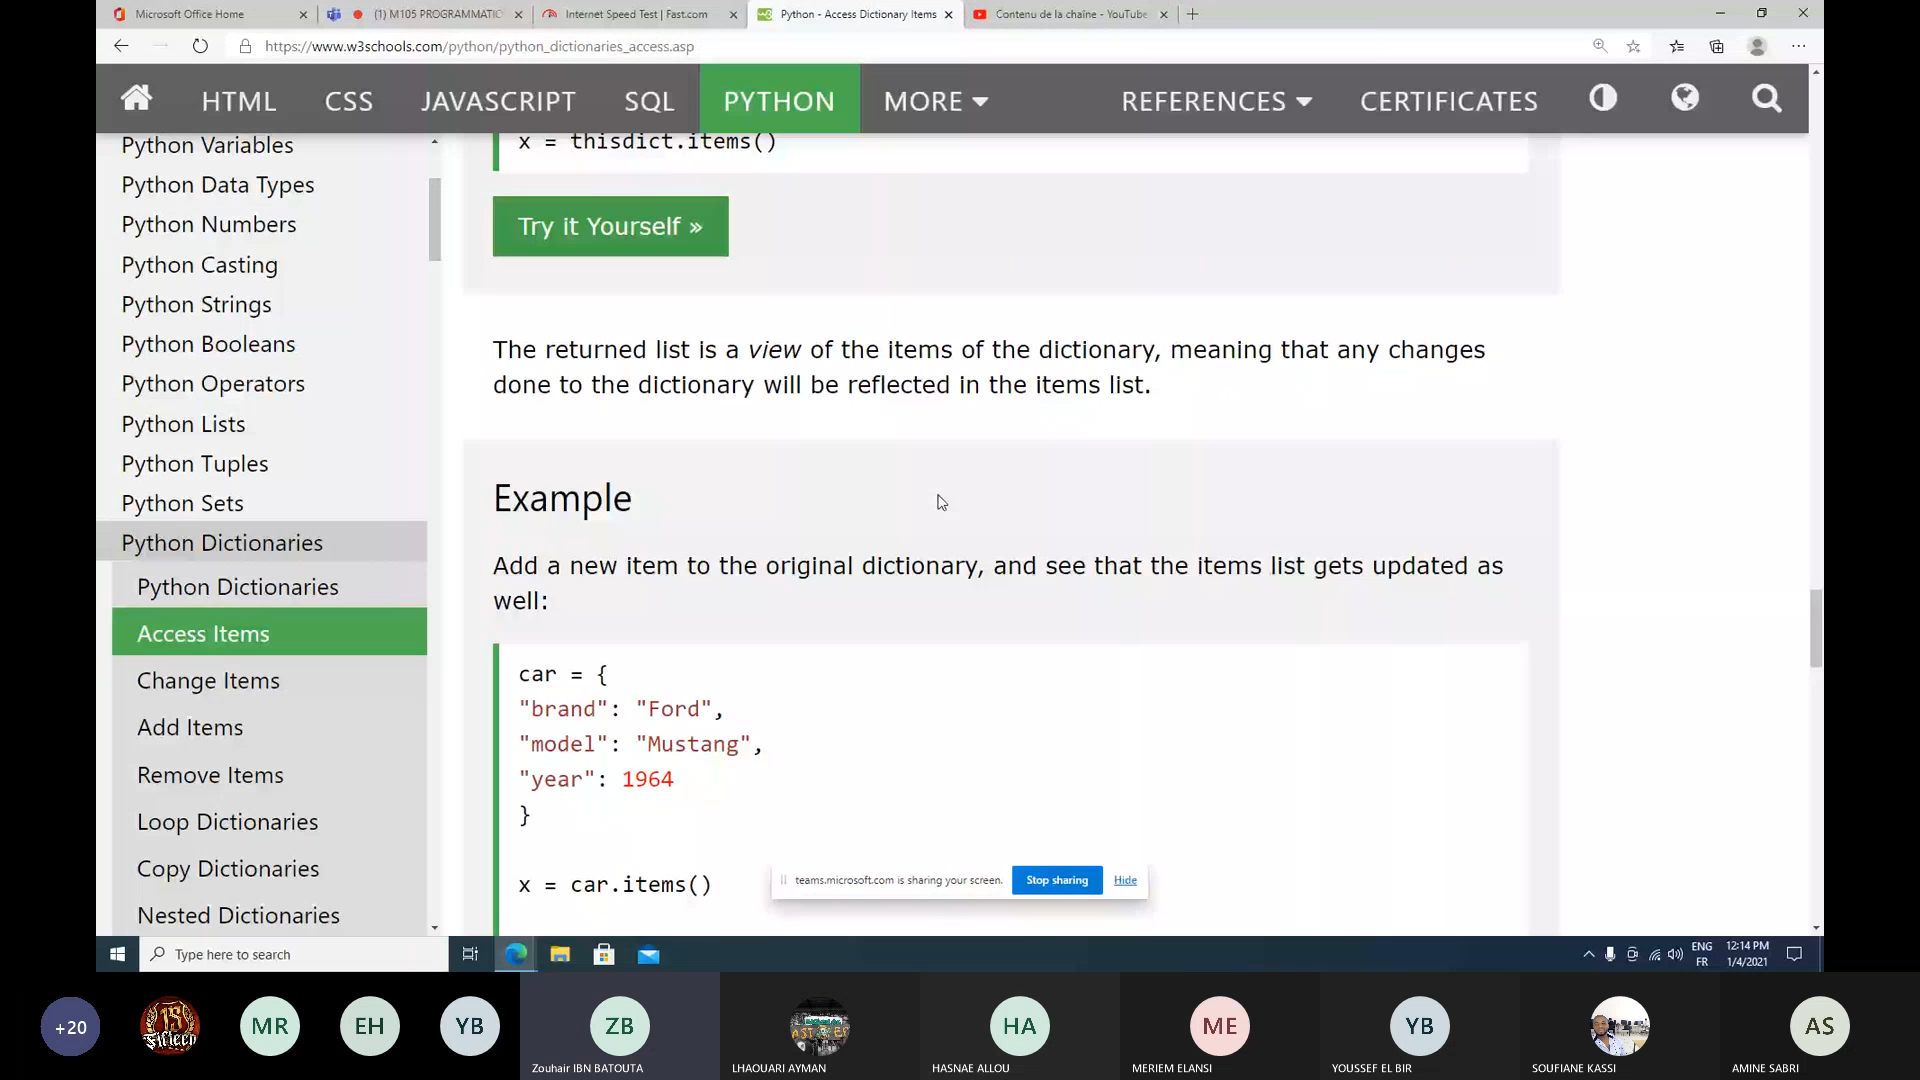 Microsoft Office Home
(1) M105 PROGRAMMATIC
Internet Speed Test | Fast.com
Python - Access Dictionary Items
Contenu de la chaîne - YouTube
https://www.w3schools.com/python/python_dictionaries_access.asp
HTML CSS JAVASCRIPT SQL PYTHON MORE REFERENCES CERTIFICATES
Python Variables
Python Data Types
Python Numbers
Python Casting
Python Strings
Python Booleans
Python Operators
Python Lists
Python Tuples
Python Sets
Python Dictionaries
Python Dictionaries
Access Items
Change Items
Add Items
Remove Items
Loop Dictionaries
Copy Dictionaries
Nested Dictionaries
x = thisdict.items()
Try it Yourself »
The returned list is a view of the items of the dictionary, meaning that any changes
done to the dictionary will be reflected in the items list.
Example
Add a new item to the original dictionary, and see that the items list gets updated as
well:
car = {
"brand": "Ford",
"model": "Mustang",
"year": 1964
}
x = car.items()
teams.microsoft.com is sharing your screen. Stop sharing Hide
Type here to search
ENG
FR
12:14 PM
1/4/2021
+20
15
Fifteen
MR
EH
YB
ZB
HA
ME
YB
AS
Zouhair IBN BATOUTA
LHAOUARI AYMAN
HASNAE ALLOU
MERIEM ELANSI
YOUSSEF EL BIR
SOUFIANE KASSI
AMINE SABRI